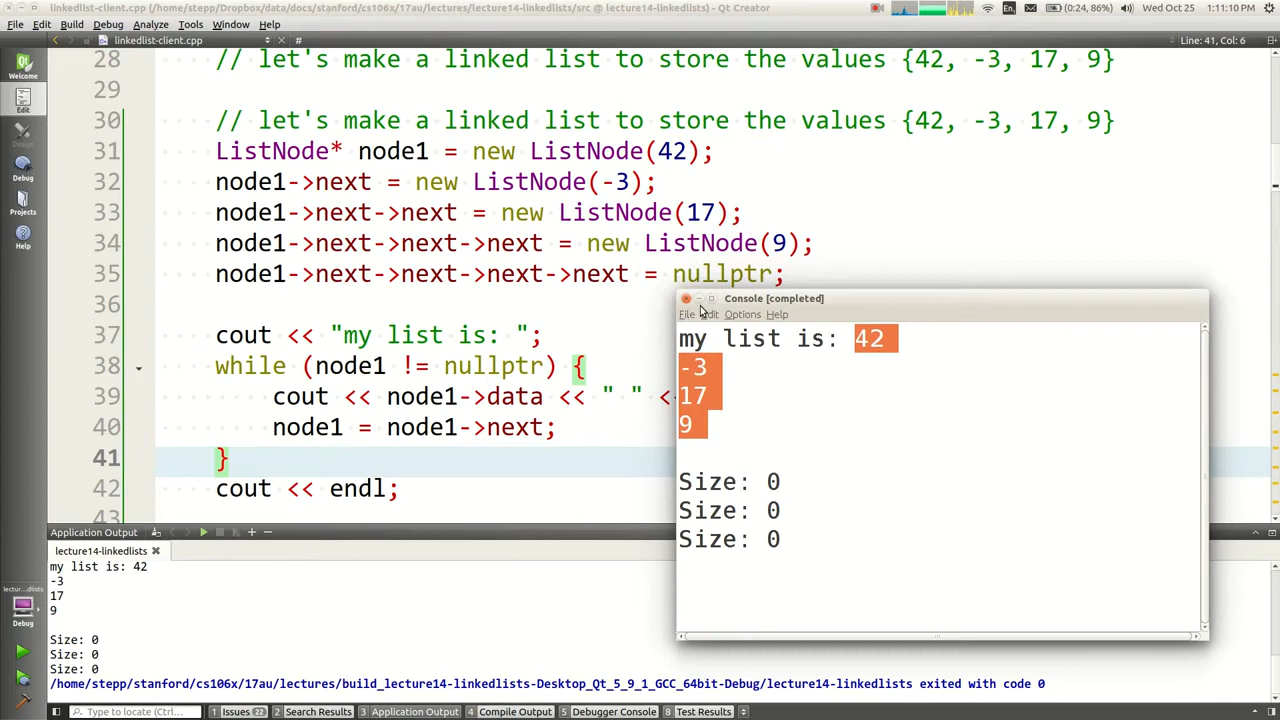 linkedlist-client.cpp (/home/stepp/Dropbox/data/docs/stanford/cs106x/17au/lectures/lecture14-linkedlists/src @ lecture14-linkedlists) - Qt Creator
En
(0:24, 86%)
Wed Oct 25
1:11:10 PM
File Edit Build Debug Analyze Tools Window Help
linkedlist-client.cpp
#
Line: 41, Col: 6
Welcome
Edit
Design
Debug
Projects
Help
28 // let's make a linked list to store the values {42, -3, 17, 9}
29
30 // let's make a linked list to store the values {42, -3, 17, 9}
31 ListNode* node1 = new ListNode(42);
32 node1->next = new ListNode(-3);
33 node1->next->next = new ListNode(17);
34 node1->next->next->next = new ListNode(9);
35 node1->next->next->next->next = nullptr;
36
37 cout << "my list is: ";
38 while (node1 != nullptr) {
39 cout << node1->data << " " <
40 node1 = node1->next;
41 }
42 cout << endl;
43
Console [completed]
File Edit Options Help
my list is: 42
-3
17
9
Size: 0
Size: 0
Size: 0
Application Output
lecture14-linkedlists
my list is: 42
-3
17
9
Size: 0
Size: 0
Size: 0
/home/stepp/stanford/cs106x/17au/lectures/build_lecture14-linkedlists-Desktop_Qt_5_9_1_GCC_64bit-Debug/lecture14-linkedlists exited with code 0
lectur...dlists
Debug
Type to locate (Ctrl...
1 Issues 22
2 Search Results
3 Application Output
4 Compile Output
5 Debugger Console
8 Test Results